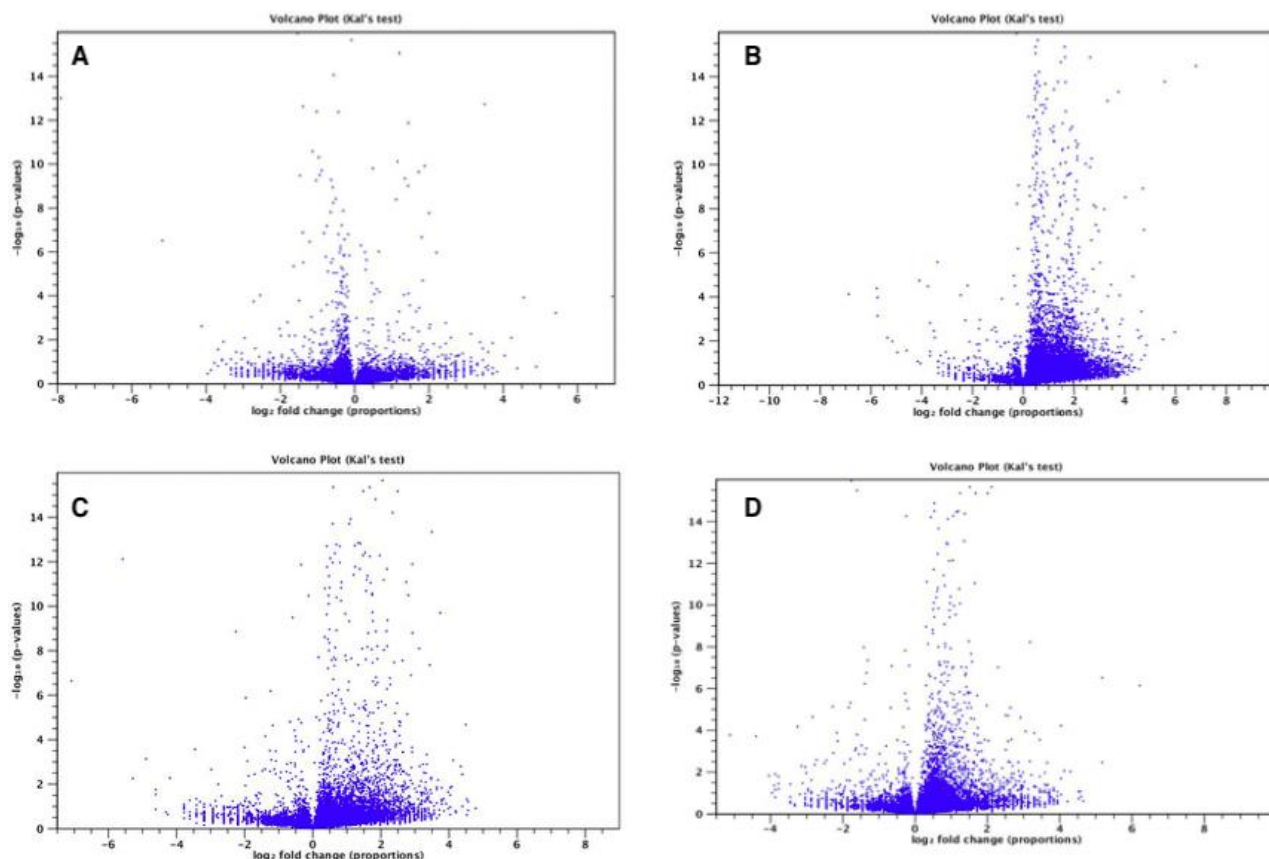 Volcano Plot (Kal's test)
A
14
12
10
8
6
4
2
0
-log₁₀ (p-values)
-8 -6 -4 -2 0 2 4 6
log₂ fold change (proportions)
Volcano Plot (Kal's test)
B
14
12
10
8
6
4
2
0
-log₁₀ (p-values)
-12 -10 -8 -6 -4 -2 0 2 4 6 8
log₂ fold change (proportions)
Volcano Plot (Kal's test)
C
14
12
10
8
6
4
2
0
-log₁₀ (p-values)
-6 -4 -2 0 2 4 6 8
log₂ fold change (proportions)
Volcano Plot (Kal's test)
D
14
12
10
8
6
4
2
0
-log₁₀ (p-values)
-4 -2 0 2 4 6 8
log₂ fold change (proportions)